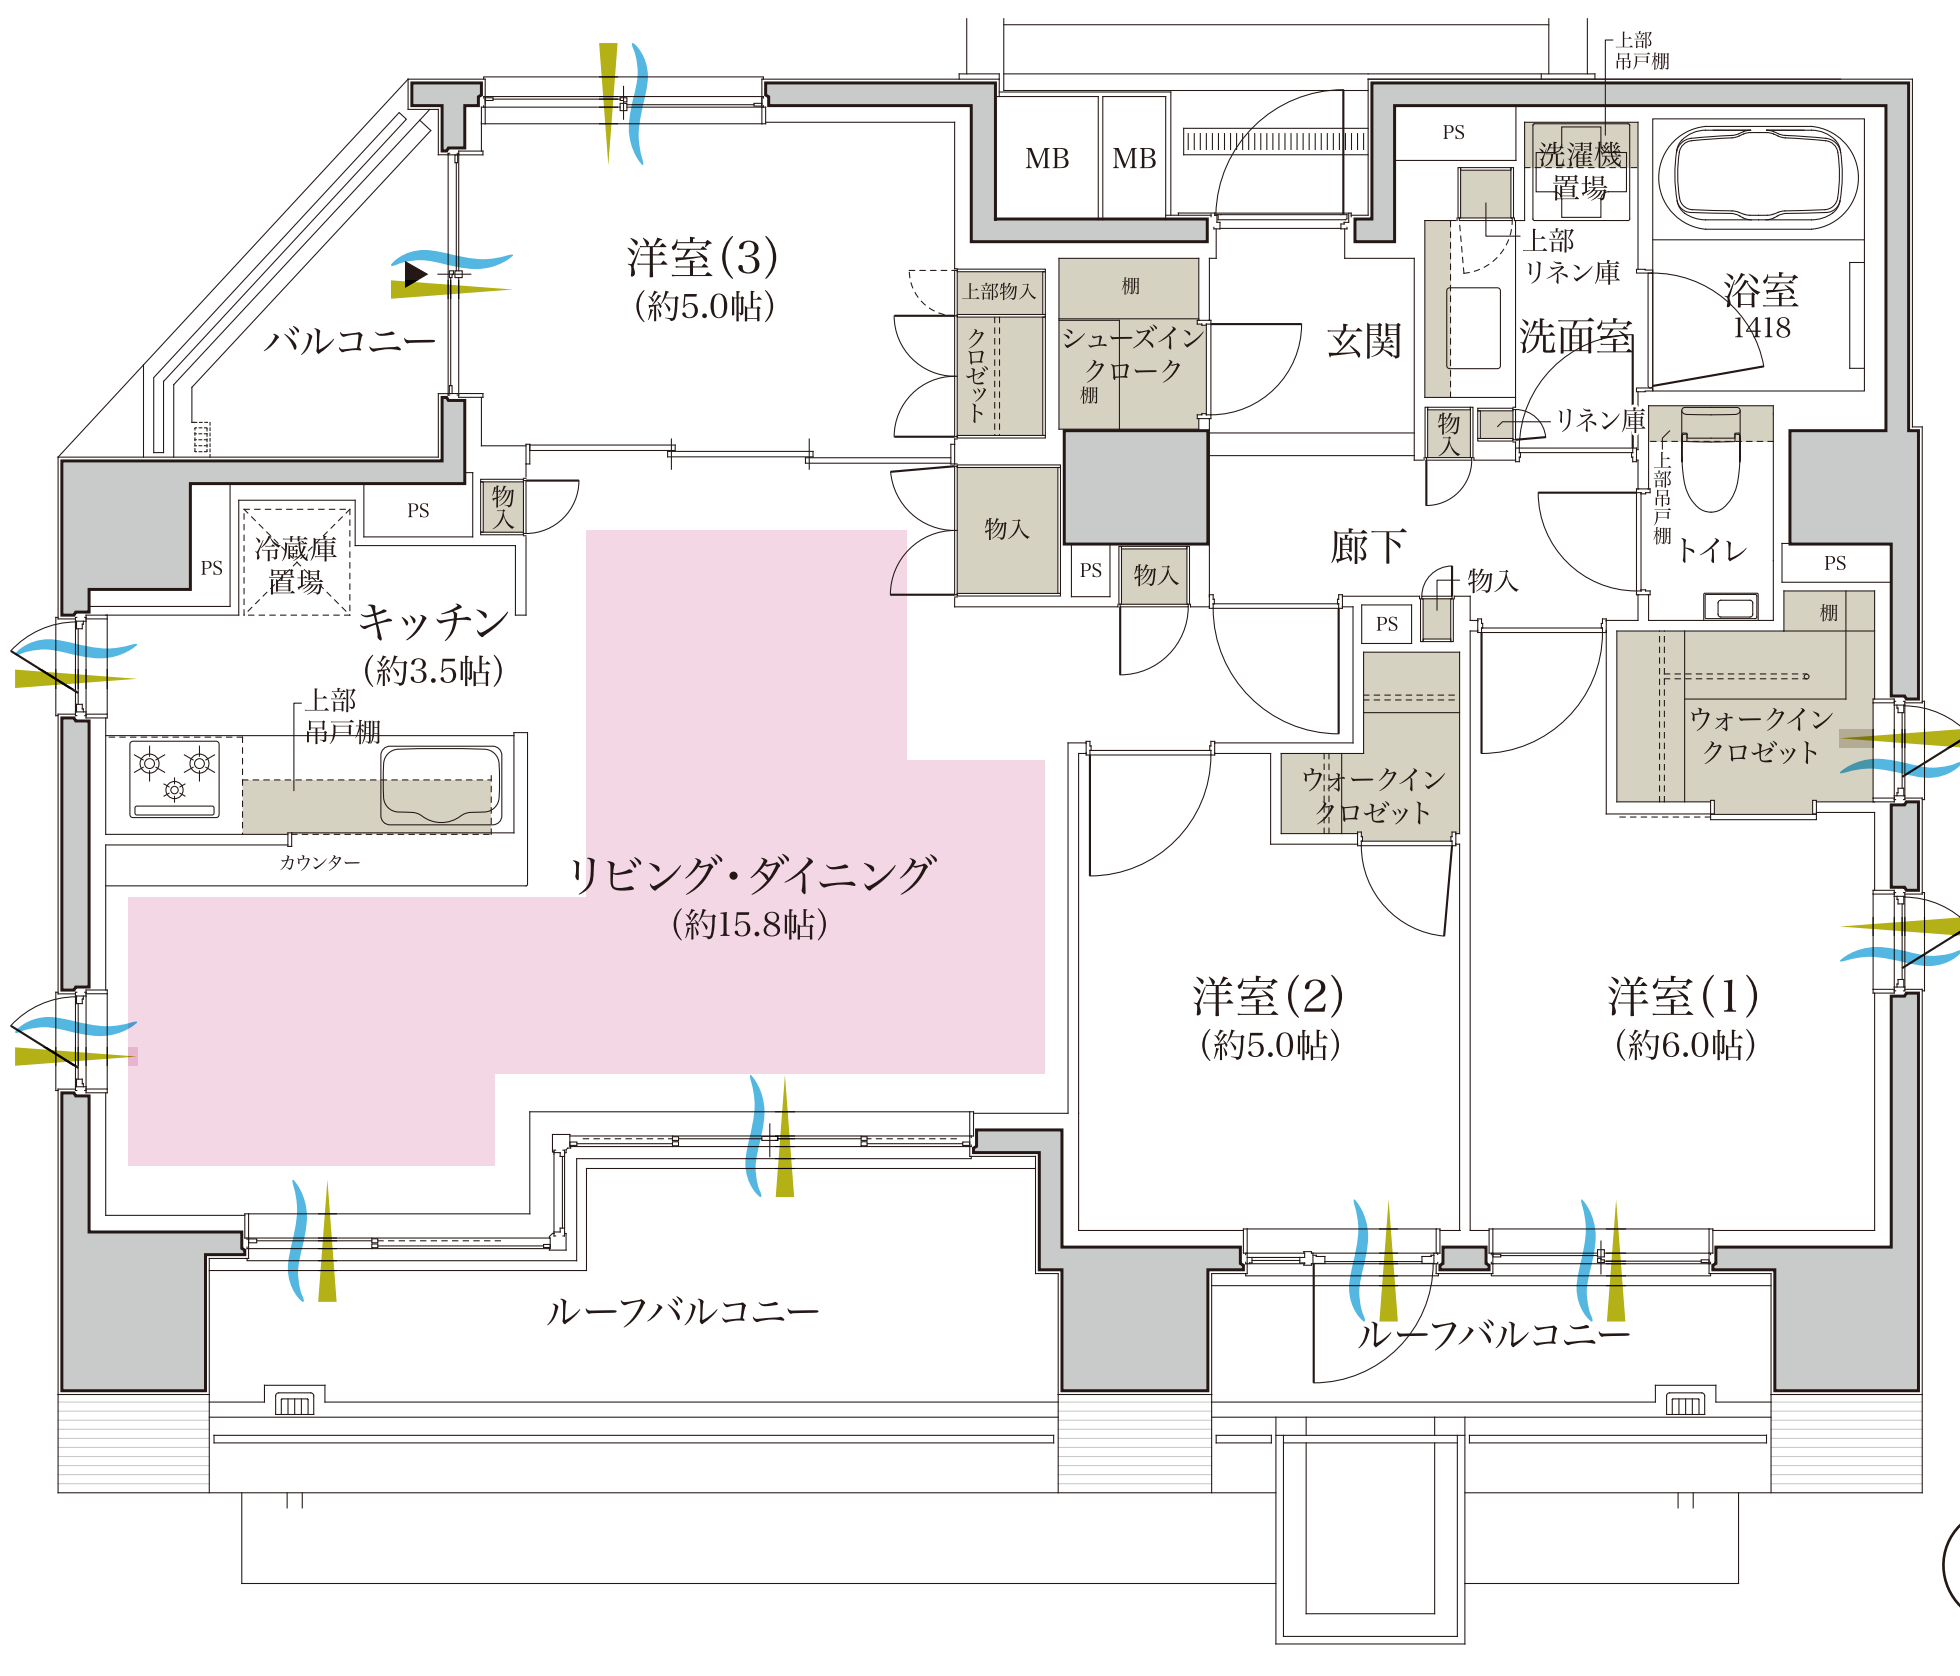 上部
吊戸棚
MB
MB
PS
洗濯機
置場
上部
リネン庫
洋室(3)
(約5.0帖)
バルコニー
上部物入
クロゼット
棚
シューズイン
クローク
棚
玄関
洗面室
浴室
1418
物入
リネン庫
上部吊戸棚
トイレ
PS
PS
冷蔵庫
置場
PS
物入
物入
PS
物入
廊下
物入
PS
PS
棚
キッチン
(約3.5帖)
上部
吊戸棚
ウォークイン
クロゼット
ウォークイン
クロゼット
カウンター
リビング・ダイニング
(約15.8帖)
洋室(2)
(約5.0帖)
洋室(1)
(約6.0帖)
ルーフバルコニー
ルーフバルコニー